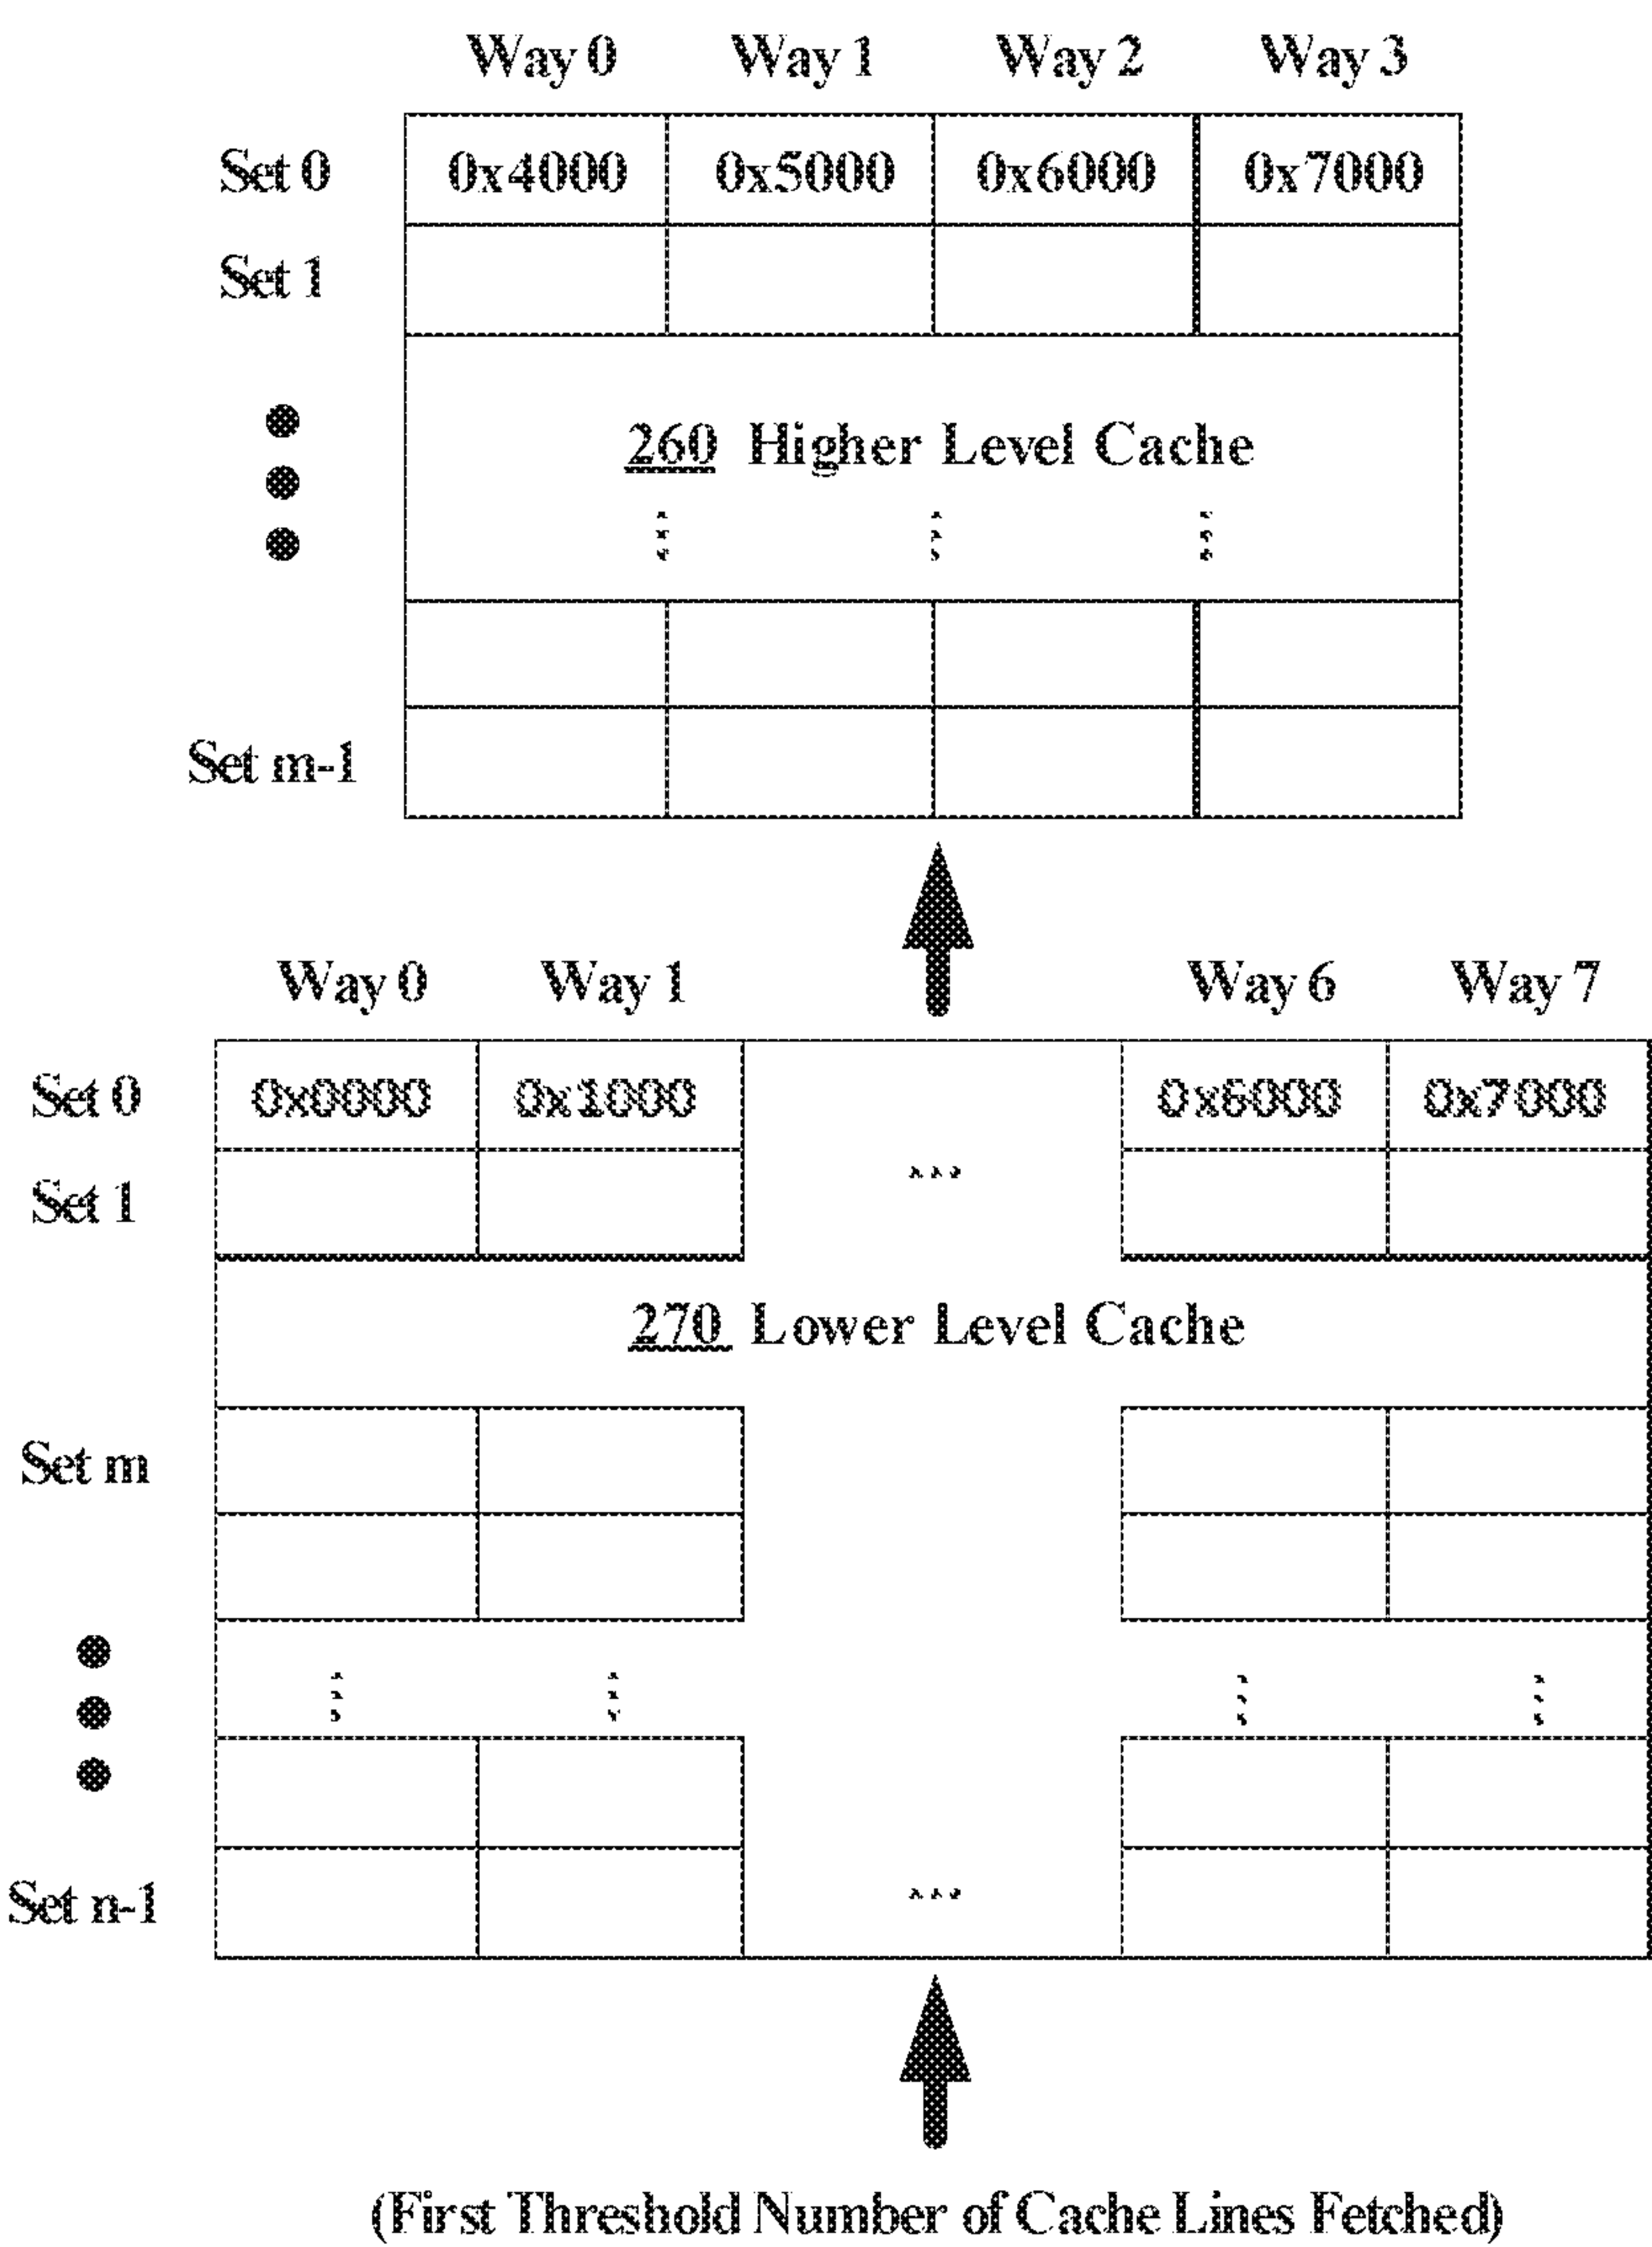 Way 0 Way 1 Way 2 Way 3
Set 0 0x4000 0x5000 0x6000 0x7000
Set 1
260 Higher Level Cache
Set m-1
Way 0 Way 1 Way 6 Way 7
Set 0 0x0000 0x1000 ... 0x6000 0x7000
Set 1
270 Lower Level Cache
Set m
Set n-1 ...
(First Threshold Number of Cache Lines Fetched)